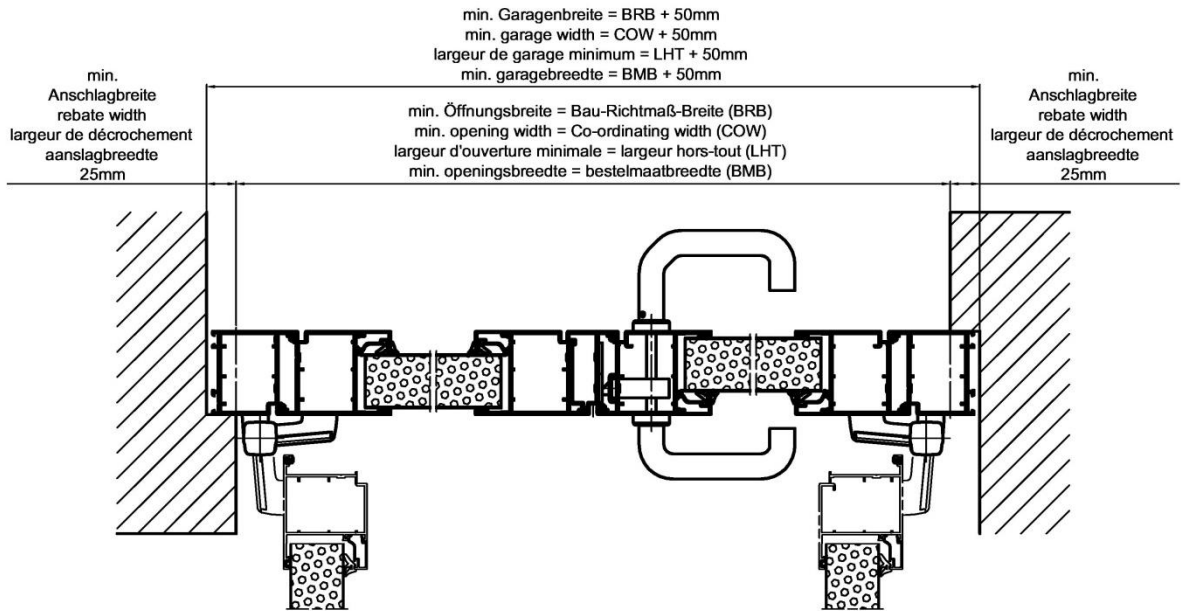 min. Garagenbreite = BRB + 50mm
min. garage width = COW + 50mm
largeur de garage minimum = LHT + 50mm
min. garagebreedte = BMB + 50mm
min.
Anschlagbreite
rebate width
largeur de décrochement
aanslagbreedte
25mm
min. Öffnungsbreite = Bau-Richtmaß-Breite (BRB)
min. opening width = Co-ordinating width (COW)
largeur d'ouverture minimale = largeur hors-tout (LHT)
min. openingsbreedte = bestelmaatbreedte (BMB)
min.
Anschlagbreite
rebate width
largeur de décrochement
aanslagbreedte
25mm